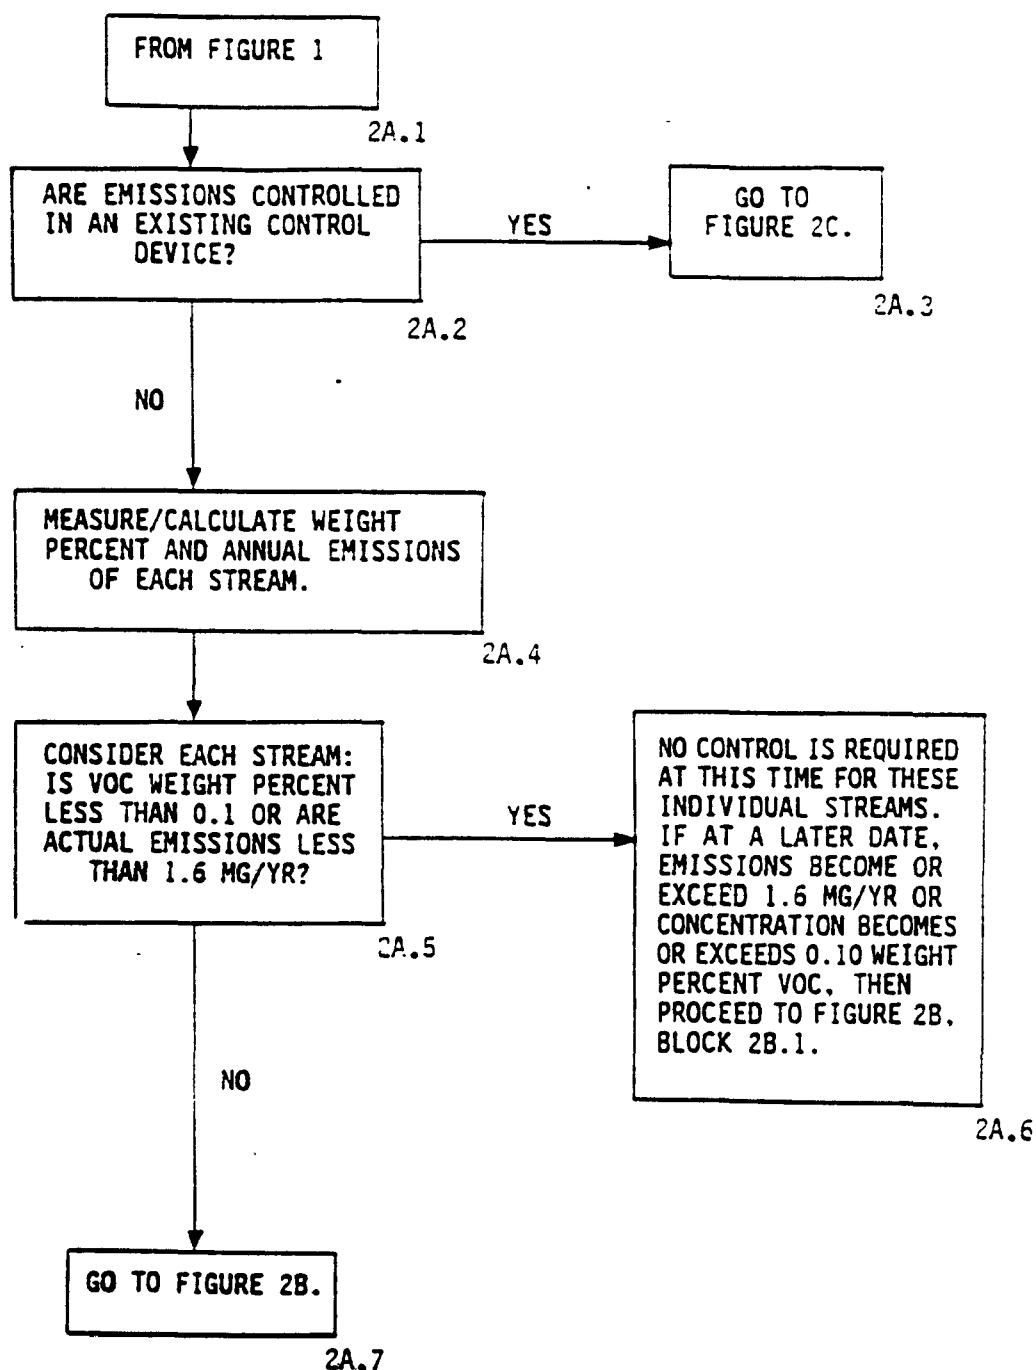 FROM FIGURE 1
2A.1
ARE EMISSIONS CONTROLLED
IN AN EXISTING CONTROL
DEVICE?
2A.2
YES
GO TO
FIGURE 2C.
2A.3
NO
MEASURE/CALCULATE WEIGHT
PERCENT AND ANNUAL EMISSIONS
OF EACH STREAM.
2A.4
CONSIDER EACH STREAM:
IS VOC WEIGHT PERCENT
LESS THAN 0.1 OR ARE
ACTUAL EMISSIONS LESS
THAN 1.6 MG/YR?
2A.5
YES
NO CONTROL IS REQUIRED
AT THIS TIME FOR THESE
INDIVIDUAL STREAMS.
IF AT A LATER DATE,
EMISSIONS BECOME OR
EXCEED 1.6 MG/YR OR
CONCENTRATION BECOMES
OR EXCEEDS 0.10 WEIGHT
PERCENT VOC, THEN
PROCEED TO FIGURE 2B,
BLOCK 2B.1.
2A.6
NO
GO TO FIGURE 2B.
2A.7